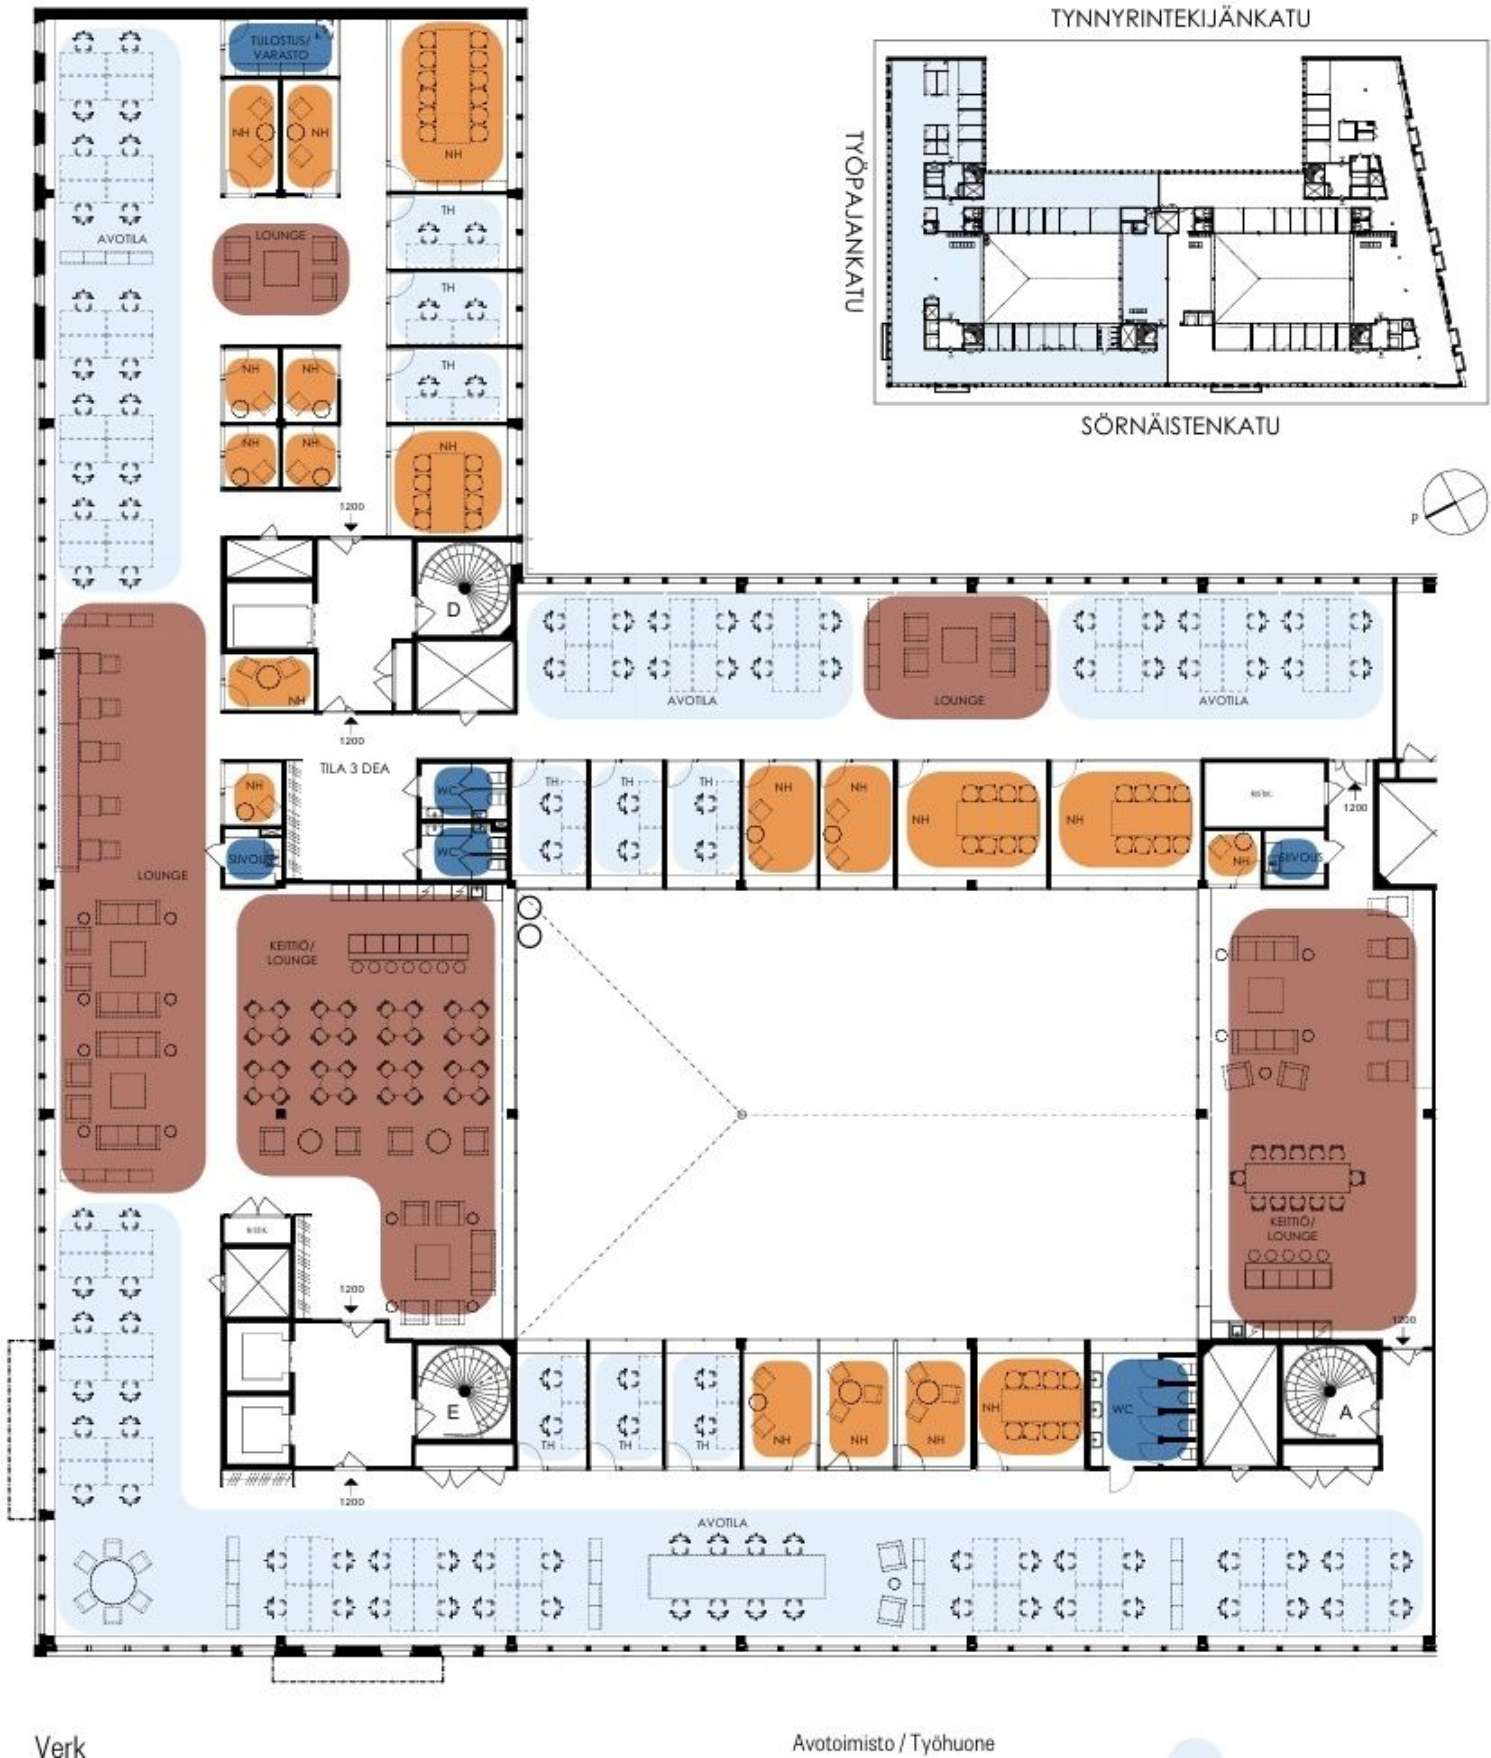 TYNNYRINTEKIJÄNKATU
TYÖPAJANKATU
SÖRNÄISTENKATU
P
TULOSTUS/
VARASTO
NH
NH
NH
TH
AVOTILA
LOUNGE
TH
TH
NH
NH
NH
NH
NH
1200
D
NH
AVOTILA
LOUNGE
AVOTILA
1200
TILA 3 DEA
NH
WC
TH
TH
TH
NH
NH
NH
NH
1200
SIIVOUS
WC
NH
SIIVOUS
LOUNGE
KEITTIÖ/
LOUNGE
KEITTIÖ/
LOUNGE
1200
1200
E
TH
TH
TH
NH
NH
NH
NH
WC
A
1200
AVOTILA
Verk
Avotoimisto / Työhuone